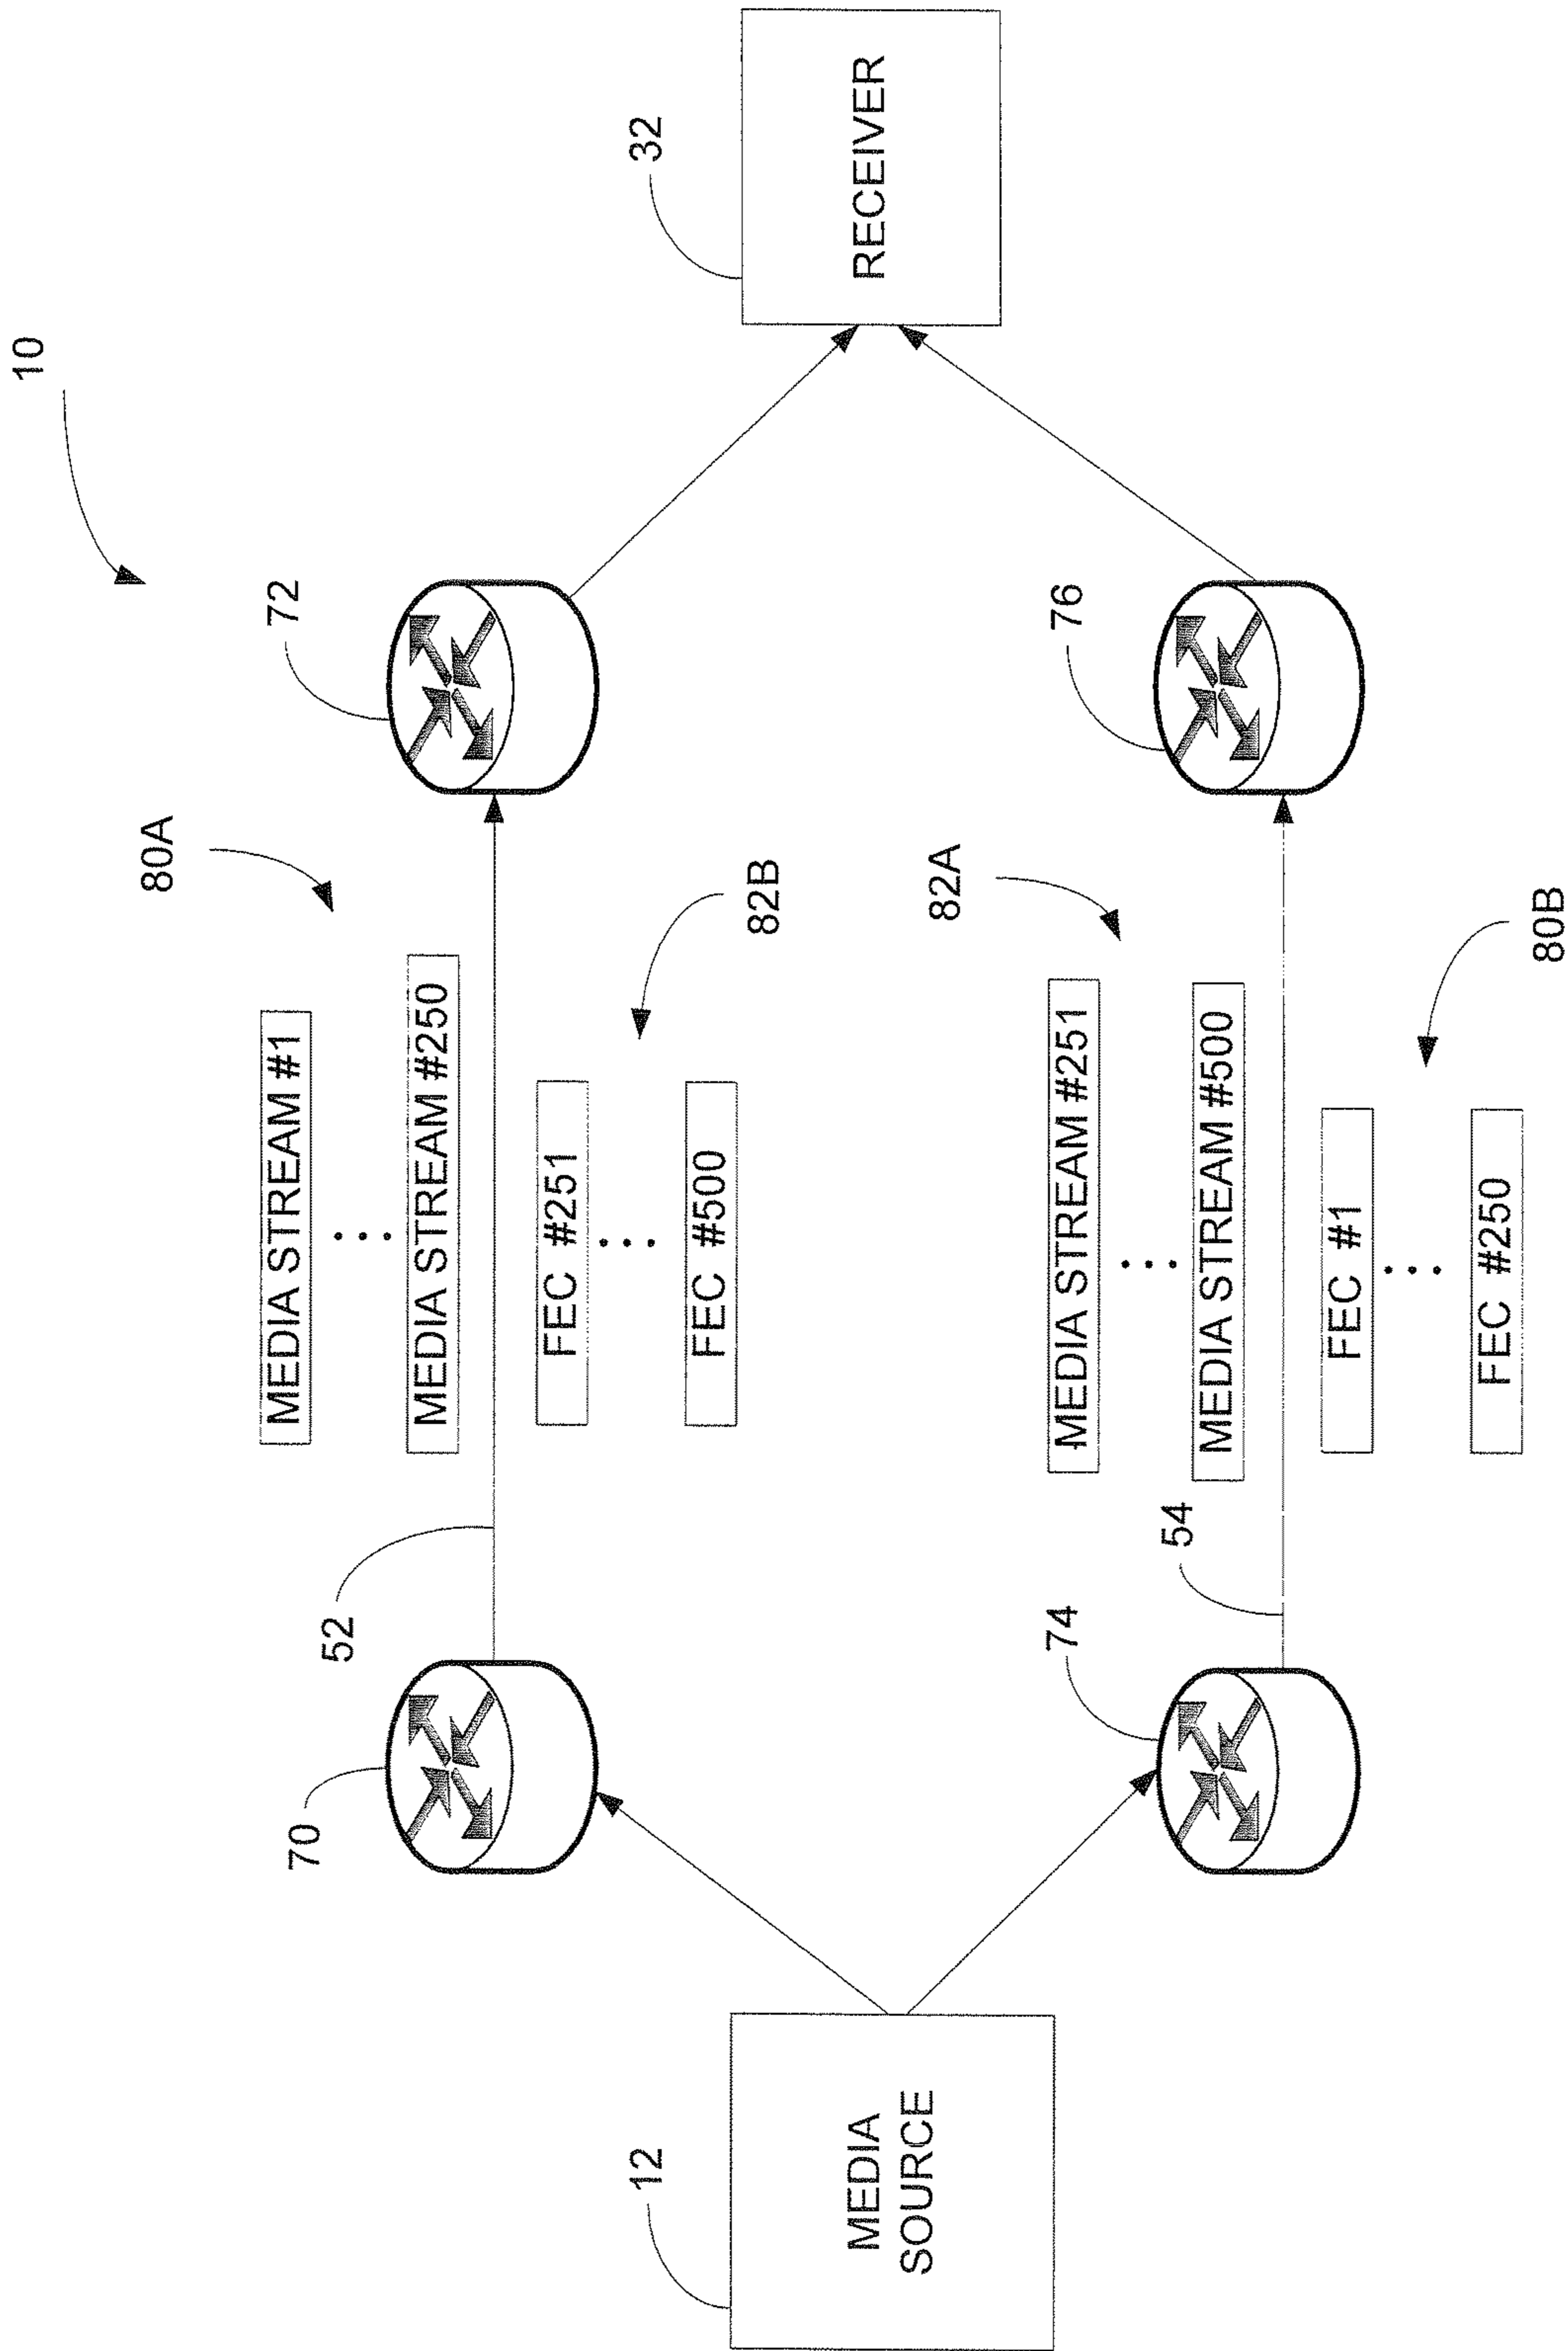 10
70
52
MEDIA STREAM #1
MEDIA STREAM #250
80A
72
FEC #251
FEC #500
82B
12
MEDIA
SOURCE
32
RECEIVER
74
54
MEDIA STREAM #251
MEDIA STREAM #500
82A
76
FEC #1
FEC #250
80B